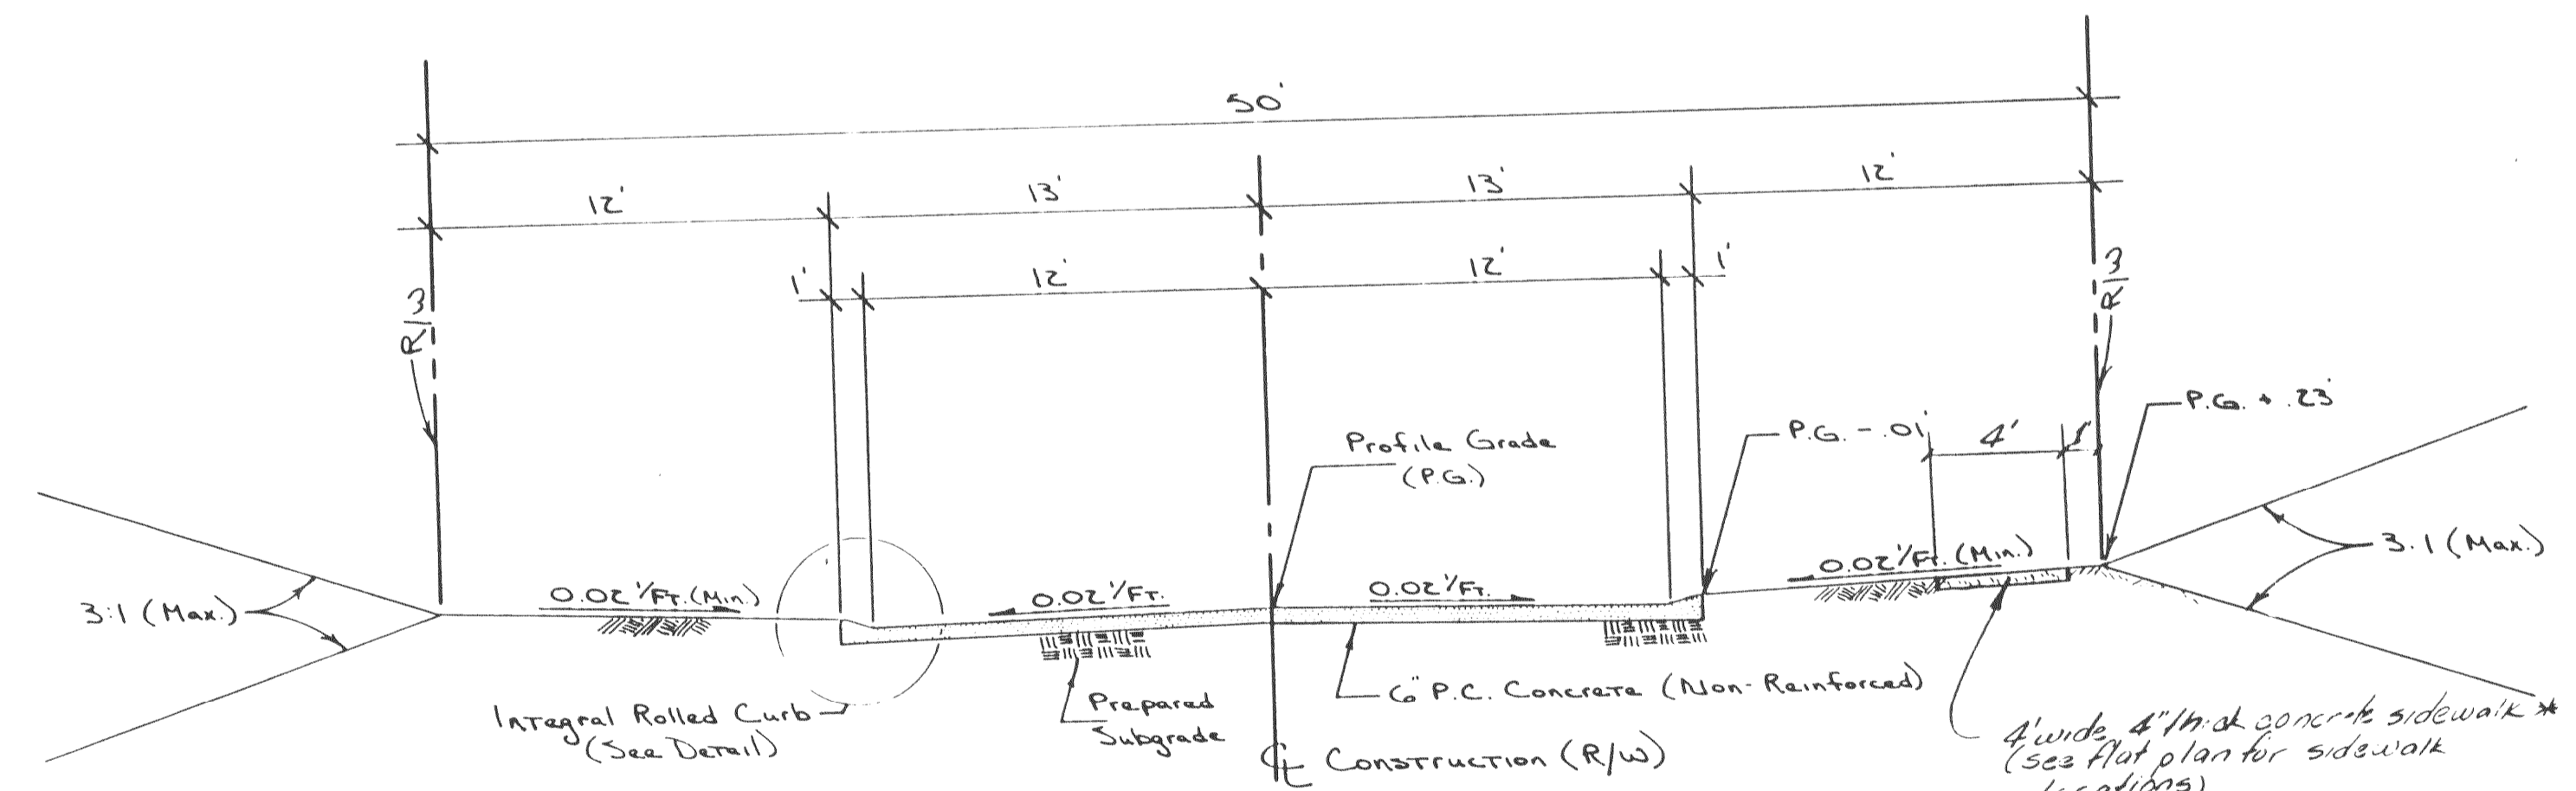 50'
12'
13'
13'
12'
1'
12'
12'
1'
R/W
R/W
P.G. + .23'
P.G. - .01'
4'
1'
Profile Grade
(P.G.)
3:1 (Max.)
0.02'/Ft. (Min.)
0.02'/Ft.
0.02'/Ft.
0.02'/Ft. (Min.)
3:1 (Max.)
Integral Rolled Curb
(See Detail)
Prepared
Subgrade
6" P.C. Concrete (Non-Reinforced)
℄ Construction (R/W)
4' wide, 4" thick concrete sidewalk *
(see flat plan for sidewalk
locations)